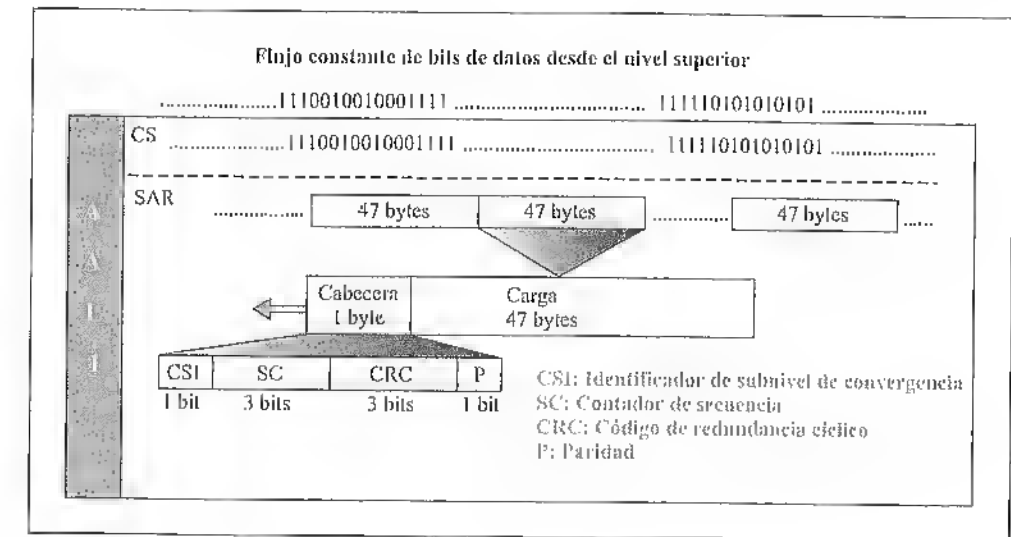 Flujo constante de bits de datos desde el nivel superior
.....................1110010010001111 ................................. 111110101010101 ...................
CS
.....................1110010010001111 ................................. 111110101010101 ...................
SAR
................ 47 bytes 47 bytes ................ 47 bytes ......
AAL1
Cabecera
1 byte
Carga
47 bytes
CSI SC CRC P
1 bit 3 bits 3 bits 1 bit
CSI: Identificador de subnivel de convergencia
SC: Contador de secuencia
CRC: Código de redundancia cíclico
P: Paridad